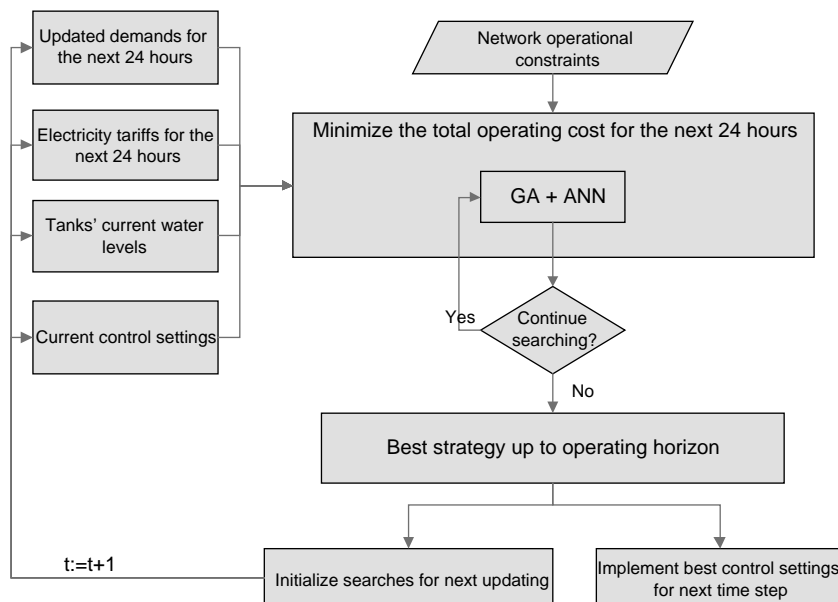 Updated demands for
the next 24 hours
Electricity tariffs for the
next 24 hours
Tanks' current water
levels
Current control settings
Network operational
constraints
Minimize the total operating cost for the next 24 hours
GA + ANN
Yes
Continue
searching?
No
Best strategy up to operating horizon
t:=t+1
Initialize searches for next updating
Implement best control settings
for next time step